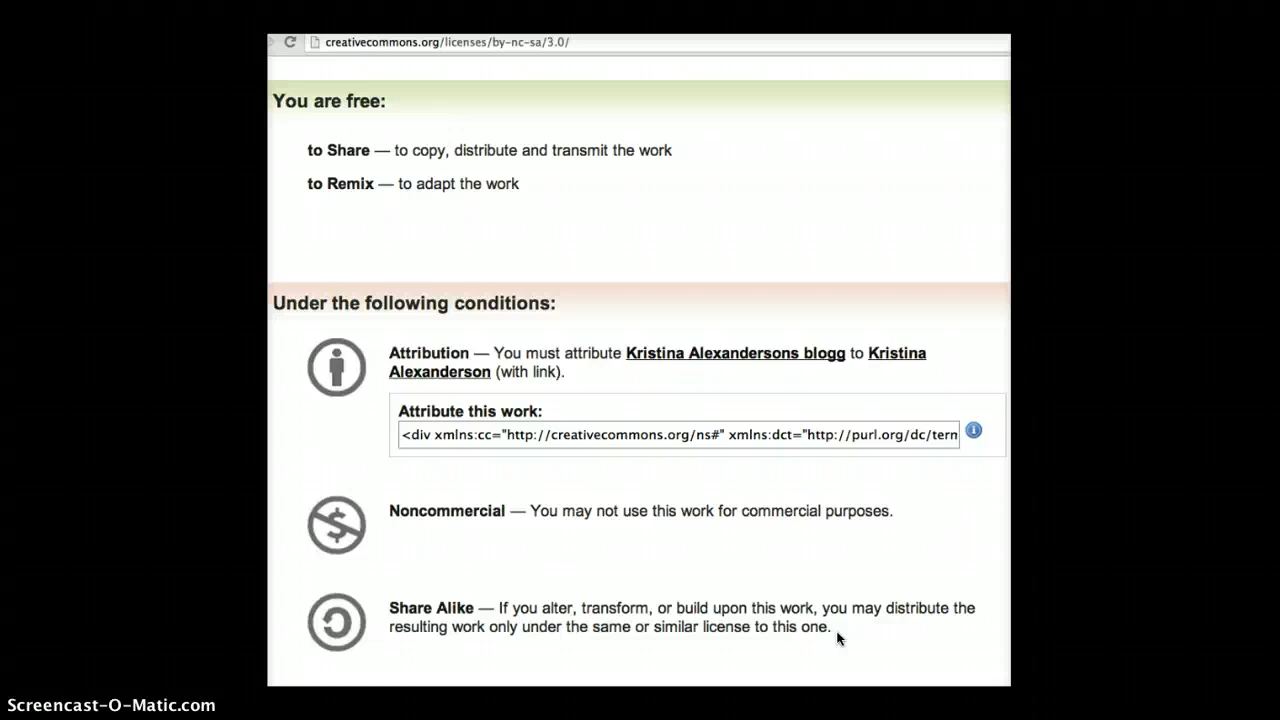 creativecommons.org/licenses/by-nc-sa/3.0/
You are free:
to Share — to copy, distribute and transmit the work
to Remix — to adapt the work
Under the following conditions:
Attribution — You must attribute Kristina Alexandersons blogg to Kristina
Alexanderson (with link).
Attribute this work:
<div xmlns:cc="http://creativecommons.org/ns#" xmlns:dct="http://purl.org/dc/tern
Noncommercial — You may not use this work for commercial purposes.
Share Alike — If you alter, transform, or build upon this work, you may distribute the
resulting work only under the same or similar license to this one.
Screencast-O-Matic.com